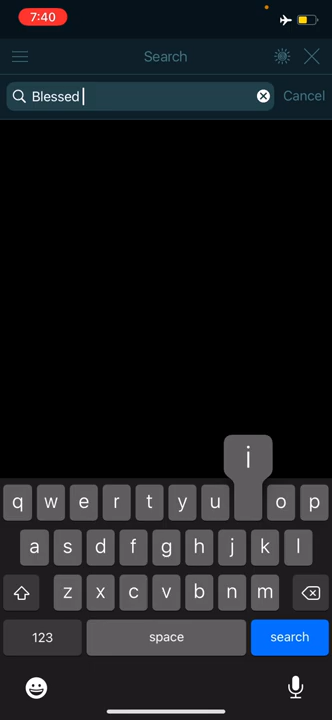 7:40
Search
Blessed
Cancel
i
q w e r t y u o p
a s d f g h j k l
z x c v b n m
123 space search